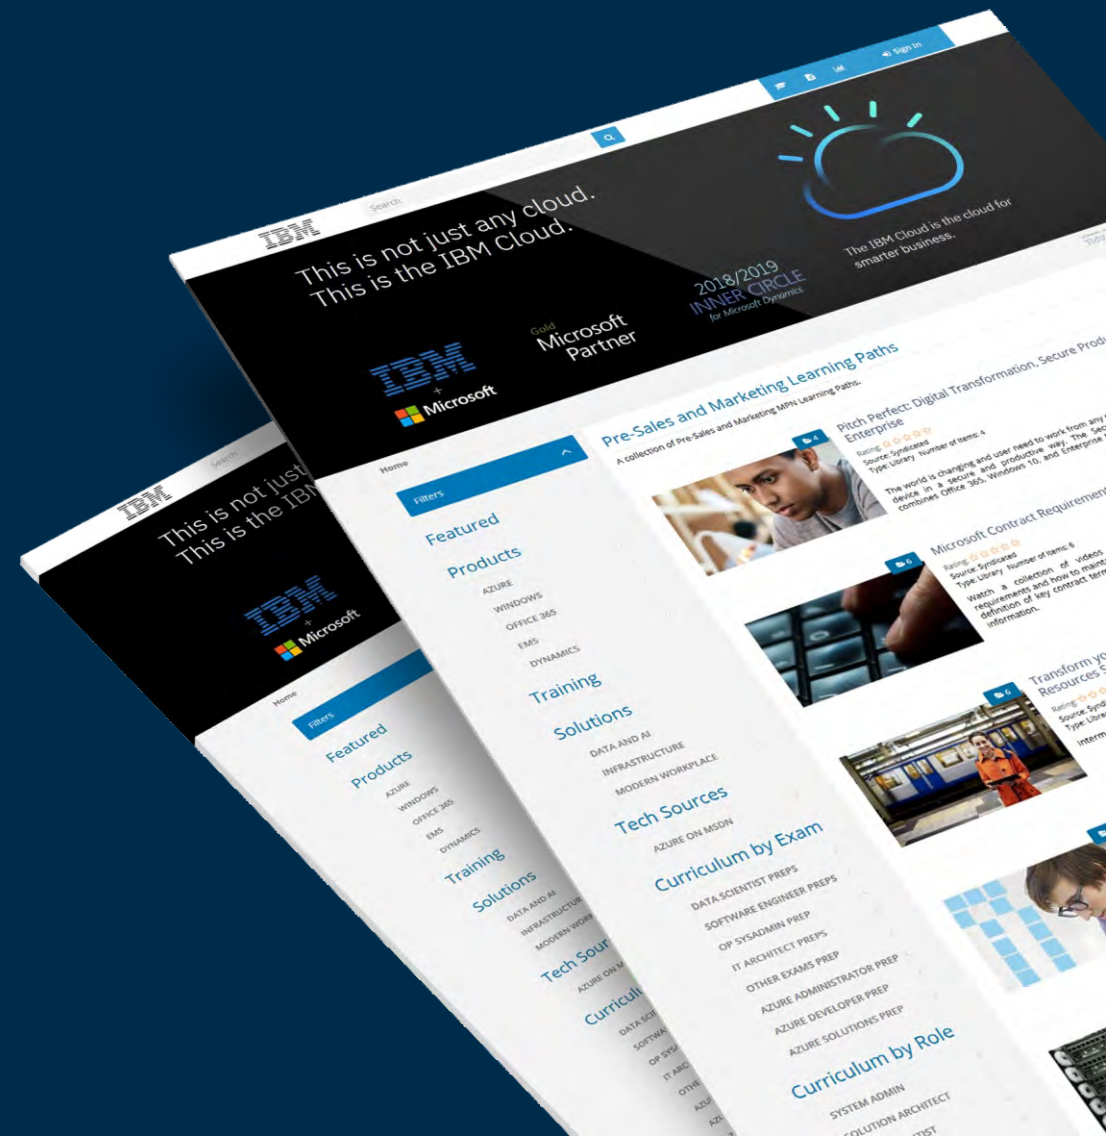 Sign In
Search
IBM
This is not just any cloud.
This is the IBM Cloud.
IBM
+
Microsoft
Gold
Microsoft
Partner
2018/2019
INNER CIRCLE
for Microsoft Dynamics
The IBM Cloud is the cloud for
smarter business.
Home
Filters
Featured
Products
AZURE
WINDOWS
OFFICE 365
EMS
DYNAMICS
Training
Solutions
DATA AND AI
INFRASTRUCTURE
MODERN WORKPLACE
Tech Sources
AZURE ON MSDN
Curriculum by Exam
DATA SCIENTIST PREPS
SOFTWARE ENGINEER PREPS
OP SYSADMIN PREP
IT ARCHITECT PREPS
OTHER EXAMS PREP
AZURE ADMINISTRATOR PREP
AZURE DEVELOPER PREP
AZURE SOLUTIONS PREP
Curriculum by Role
SYSTEM ADMIN
SOLUTION ARCHITECT
Pre-Sales and Marketing Learning Paths
A collection of Pre-Sales and Marketing MPN Learning Paths.
4
Pitch Perfect: Digital Transformation, Secure
Enterprise
Rating: ☆☆☆☆☆
Source: Syndicated
Type: Library Number of Items: 4
The world is changing and user need to work from any
device in a secure and productive way. The
combines Office 365, Windows 10, and Enterprise
6
Microsoft Contract
Rating: ☆☆☆☆☆
Source: Syndicated
Type: Library Number of Items: 6
Watch a collection of videos
requirements and how to
definition of key contract
information.
6
Transform
Resources
Rating: ☆☆☆
Source:
Type:
Search
IBM
This is not just
This is the
IBM
+
Microsoft
Home
Filters
Featured
Products
AZURE
WINDOWS
OFFICE 365
EMS
DYNAMICS
Training
Solutions
DATA AND AI
MODERN
Tech
AZURE ON